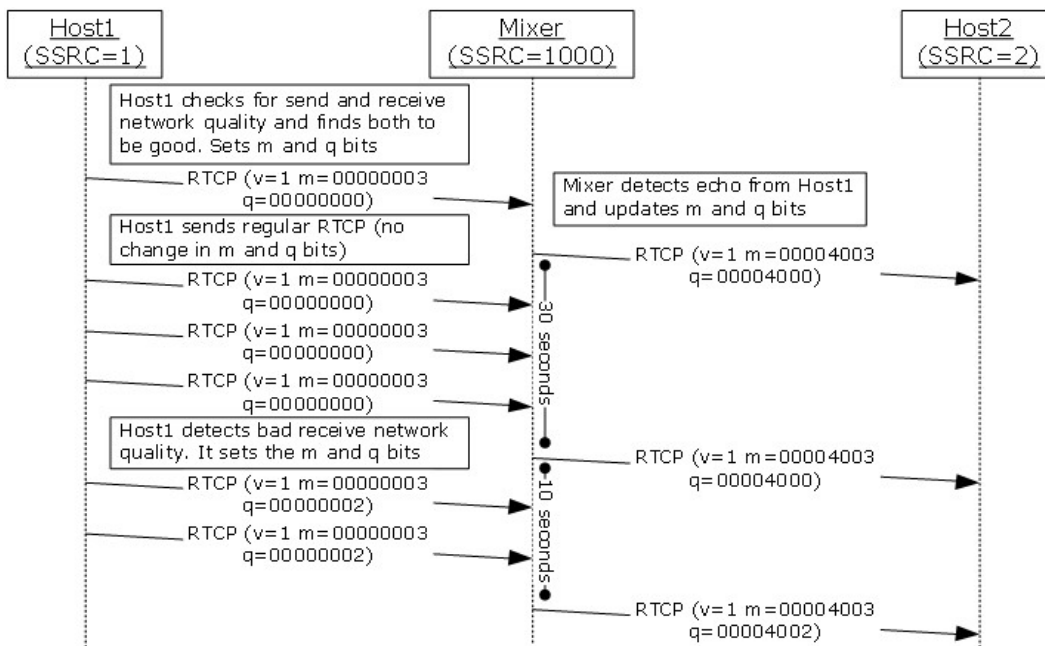 Host1
(SSRC=1)
Mixer
(SSRC=1000)
Host2
(SSRC=2)
Host1 checks for send and receive
network quality and finds both to
be good. Sets m and q bits
RTCP (v=1 m=00000003
q=00000000)
Mixer detects echo from Host1
and updates m and q bits
Host1 sends regular RTCP (no
change in m and q bits)
RTCP (v=1 m=00004003
q=00004000)
RTCP (v=1 m=00000003
q=00000000)
30 seconds
RTCP (v=1 m=00000003
q=00000000)
RTCP (v=1 m=00000003
q=00000000)
Host1 detects bad receive network
quality. It sets the m and q bits
RTCP (v=1 m=00004003
q=00004000)
RTCP (v=1 m=00000003
q=00000002)
10 seconds
RTCP (v=1 m=00000003
q=00000002)
RTCP (v=1 m=00004003
q=00004002)